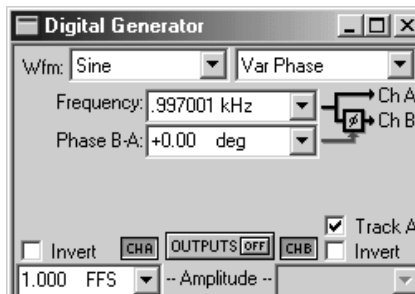 Digital Generator
Wfm: Sine Var Phase
Frequency: .997001 kHz Ch A
ø Ch B
Phase B-A: +0.00 deg
Track A
Invert CHA OUTPUTS OFF CHB Invert
1.000 FFS -- Amplitude --